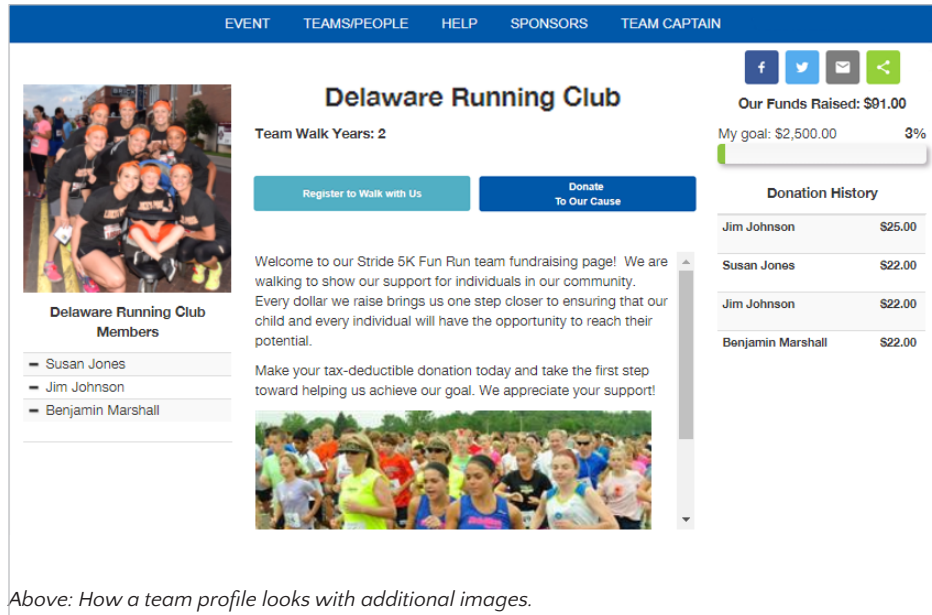 EVENT TEAMS/PEOPLE HELP SPONSORS TEAM CAPTAIN
Delaware Running Club
Members
Susan Jones
Jim Johnson
Benjamin Marshall
Delaware Running Club
Team Walk Years: 2
Register to Walk with Us
Donate
To Our Cause
Welcome to our Stride 5K Fun Run team fundraising page! We are
walking to show our support for individuals in our community.
Every dollar we raise brings us one step closer to ensuring that our
child and every individual will have the opportunity to reach their
potential.
Make your tax-deductible donation today and take the first step
toward helping us achieve our goal. We appreciate your support!
Our Funds Raised: $91.00
My goal: $2,500.00 3%
Donation History
Jim Johnson $25.00
Susan Jones $22.00
Jim Johnson $22.00
Benjamin Marshall $22.00
Above: How a team profile looks with additional images.